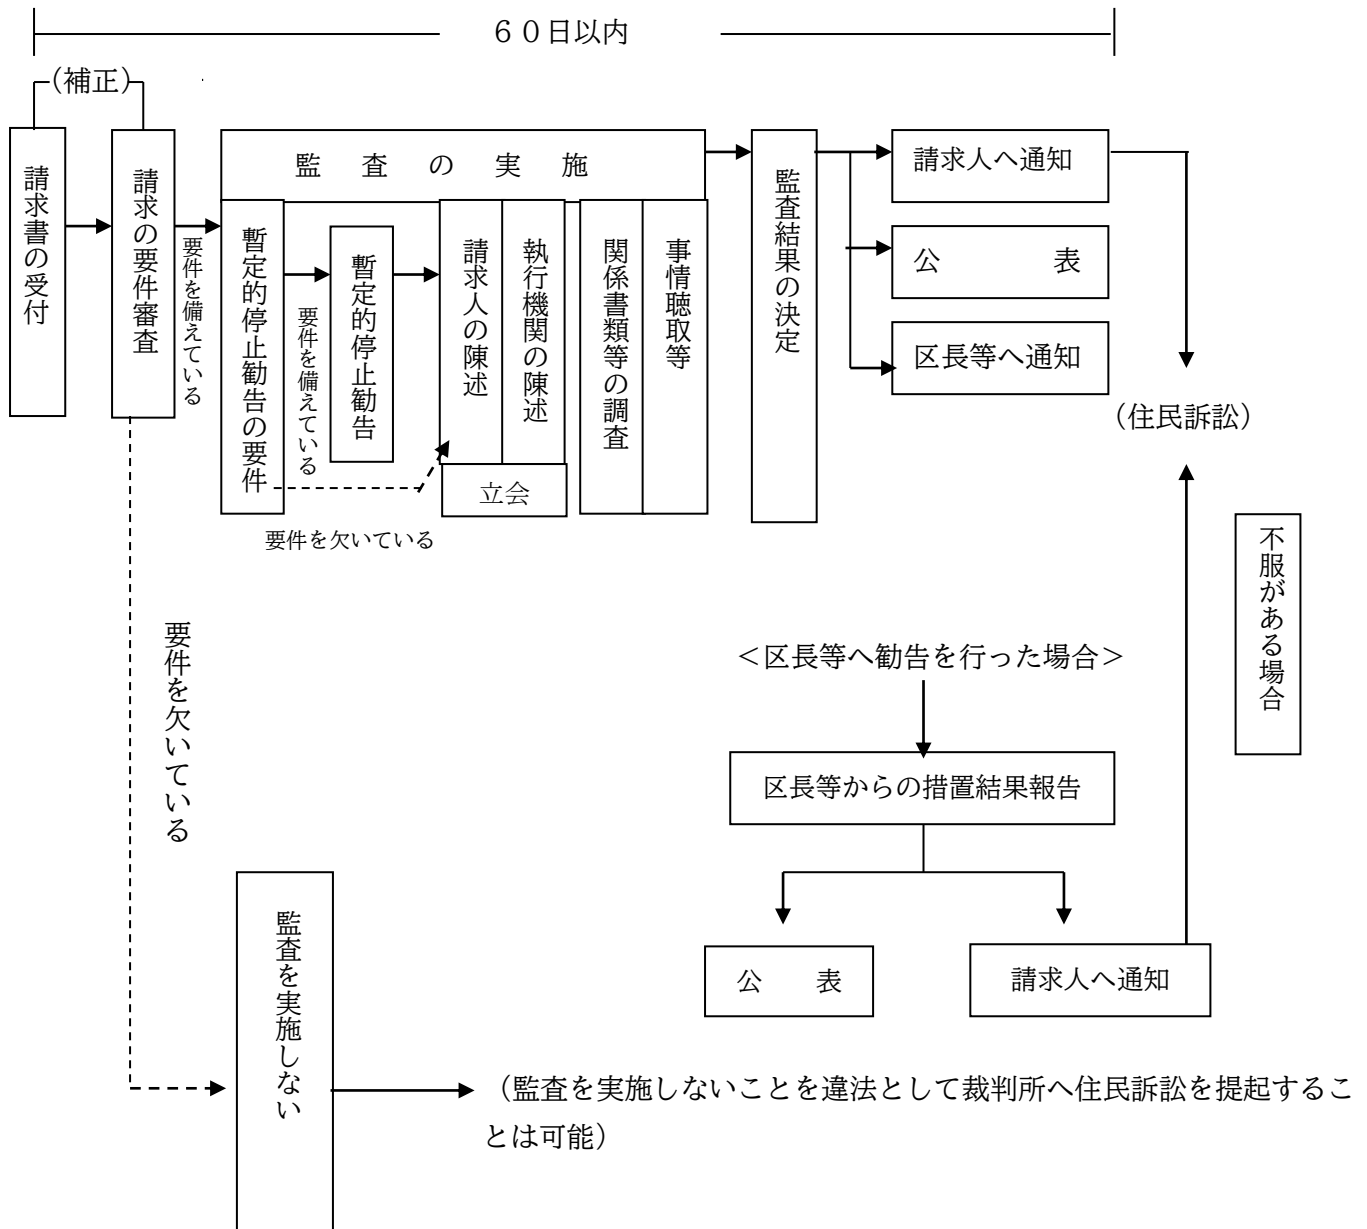 ６０日以内
（補正）
請求書の受付
請求の要件審査
要件を備えている
監査の実施
暫定的停止勧告の要件
要件を備えている
暫定的停止勧告
請求人の陳述
執行機関の陳述
立会
関係書類等の調査
事情聴取等
要件を欠いている
監査結果の決定
請求人へ通知
公表
区長等へ通知
（住民訴訟）
不服がある場合
要件を欠いている
＜区長等へ勧告を行った場合＞
区長等からの措置結果報告
公表
請求人へ通知
監査を実施しない
（監査を実施しないことを違法として裁判所へ住民訴訟を提起するこ
とは可能）